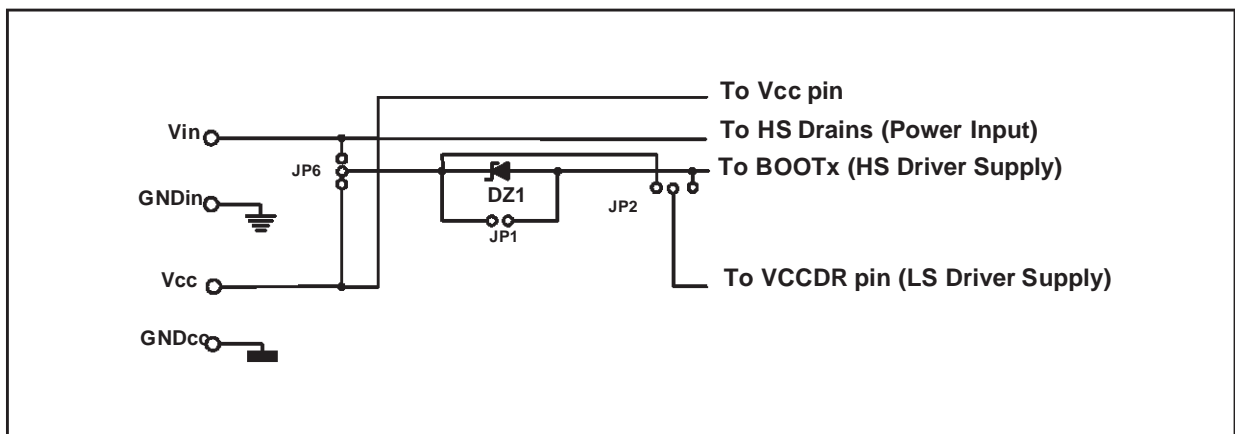 To Vcc pin
Vin
To HS Drains (Power Input)
JP6
To BOOTx (HS Driver Supply)
GNDin
DZ1
JP2
JP1
Vcc
To VCCDR pin (LS Driver Supply)
GNDcc